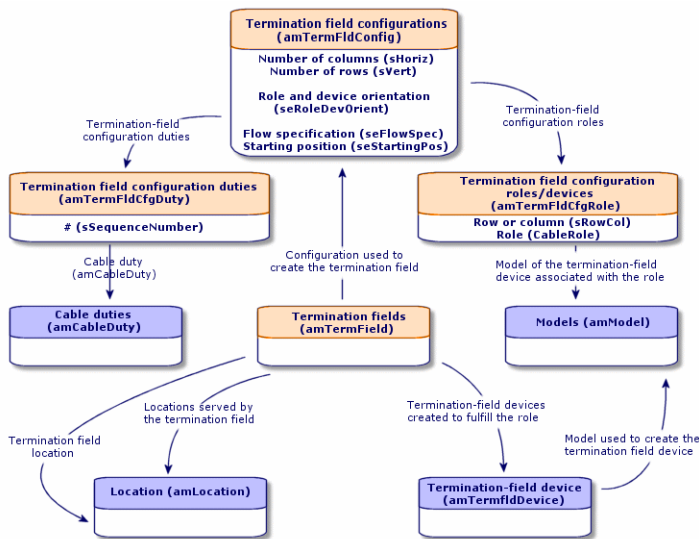 Termination field configurations
(amTermFldConfig)
Number of columns (sHoriz)
Number of rows (sVert)
Role and device orientation
(seRoleDevOrient)
Flow specification (seFlowSpec)
Starting position (seStartingPos)
Termination-field
configuration duties
Termination-field
configuration roles
Termination field configuration duties
(amTermFldCfgDuty)
# (sSequenceNumber)
Termination field configuration
roles/devices
(amTermFldCfgRole)
Row or column (sRowCol)
Role (CableRole)
Cable duty
(amCableDuty)
Configuration used to
create the termination field
Model of the termination-field
device associated with the role
Cable duties
(amCableDuty)
Termination fields
(amTermField)
Models (amModel)
Locations served by
the termination field
Termination-field devices
created to fulfill the role
Termination field
location
Model used to create the
termination field device
Location (amLocation)
Termination-field device
(amTermfldDevice)